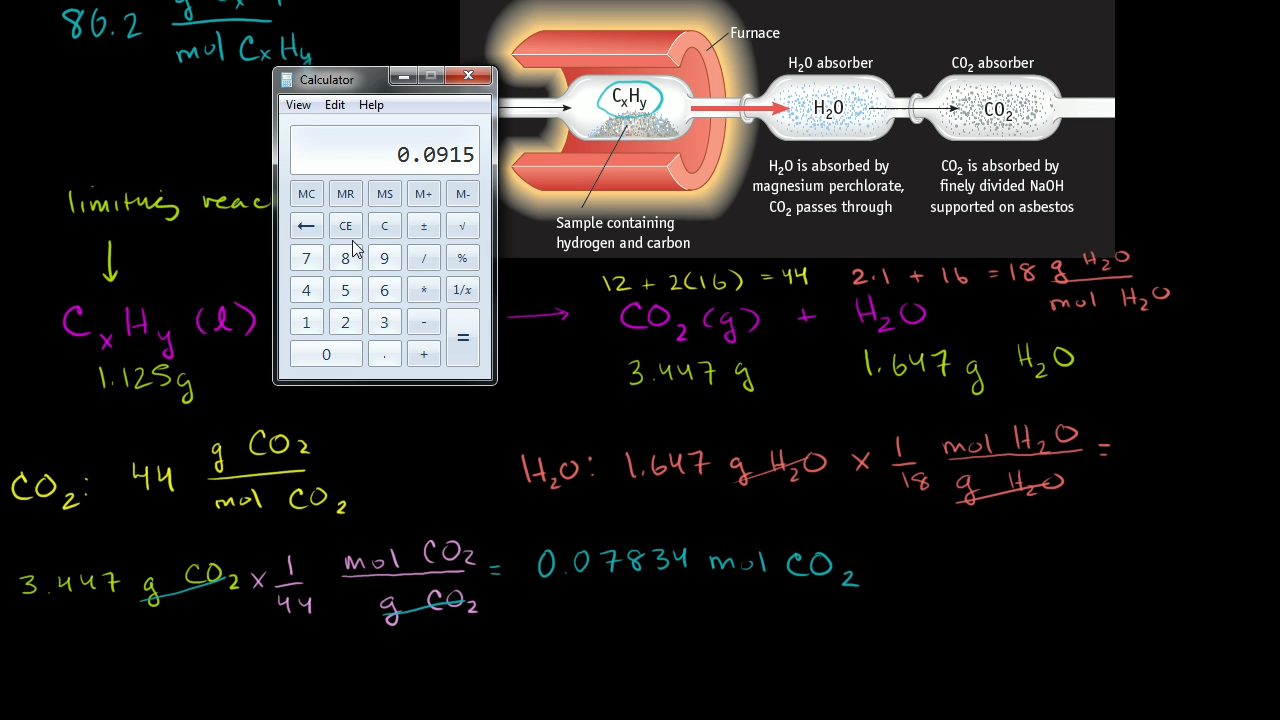 86.2 g CxHy
mol CxHy
Furnace
H2O absorber
CO2 absorber
CxHy
H2O
CO2
H2O is absorbed by
magnesium perchlorate,
CO2 passes through
CO2 is absorbed by
finely divided NaOH
supported on asbestos
Sample containing
hydrogen and carbon
Calculator
View Edit Help
0.0915
MC MR MS M+ M-
← CE C ± √
7 8 9 / %
4 5 6 * 1/x
1 2 3 - =
0 . +
limiting reac
12 + 2(16) = 44
2·1 + 16 = 18 g H2O / mol H2O
CxHy (l) → CO2 (g) + H2O
1.125g 3.447 g 1.647 g H2O
CO2: 44 g CO2 / mol CO2
H2O: 1.647 g H2O × 1/18 mol H2O / g H2O =
3.447 g CO2 × 1/44 mol CO2 / g CO2 = 0.07834 mol CO2